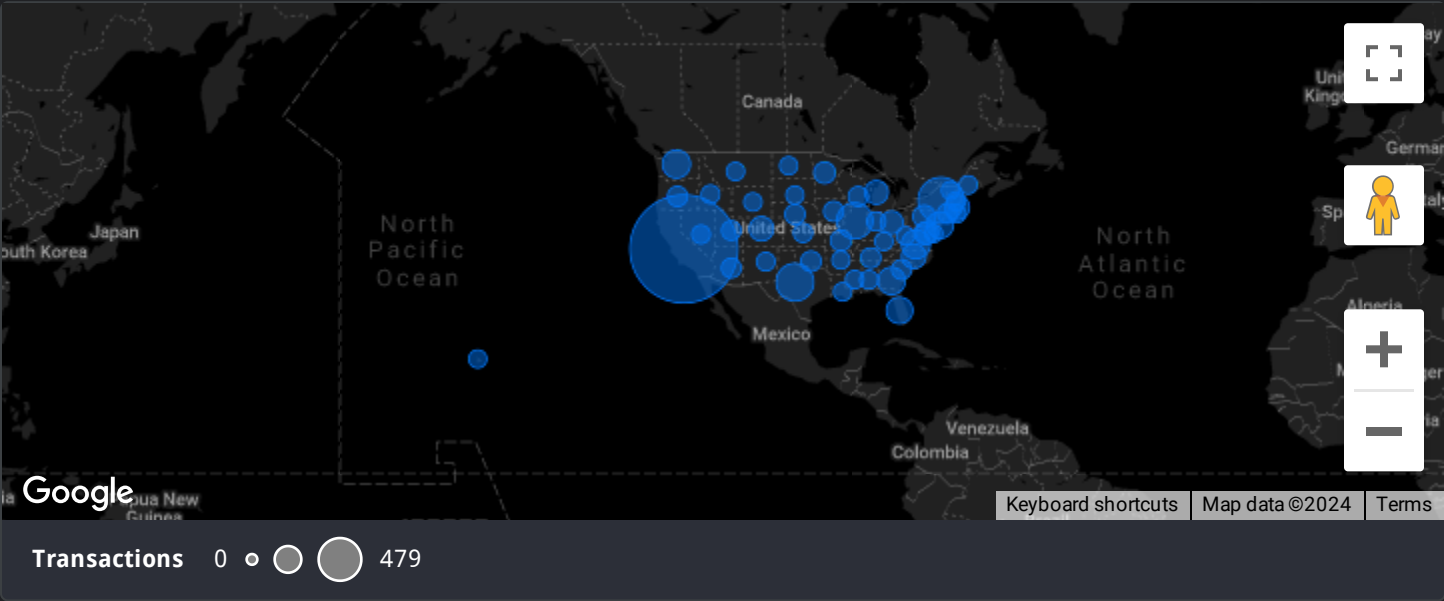 Canada
North
Pacific
Ocean
Japan
outh Korea
United States
North
Atlantic
Ocean
Mexico
Venezuela
Colombia
Algeria
Google
pua New
Guinea
Keyboard shortcuts
Map data ©2024
Terms
Transactions 0 479